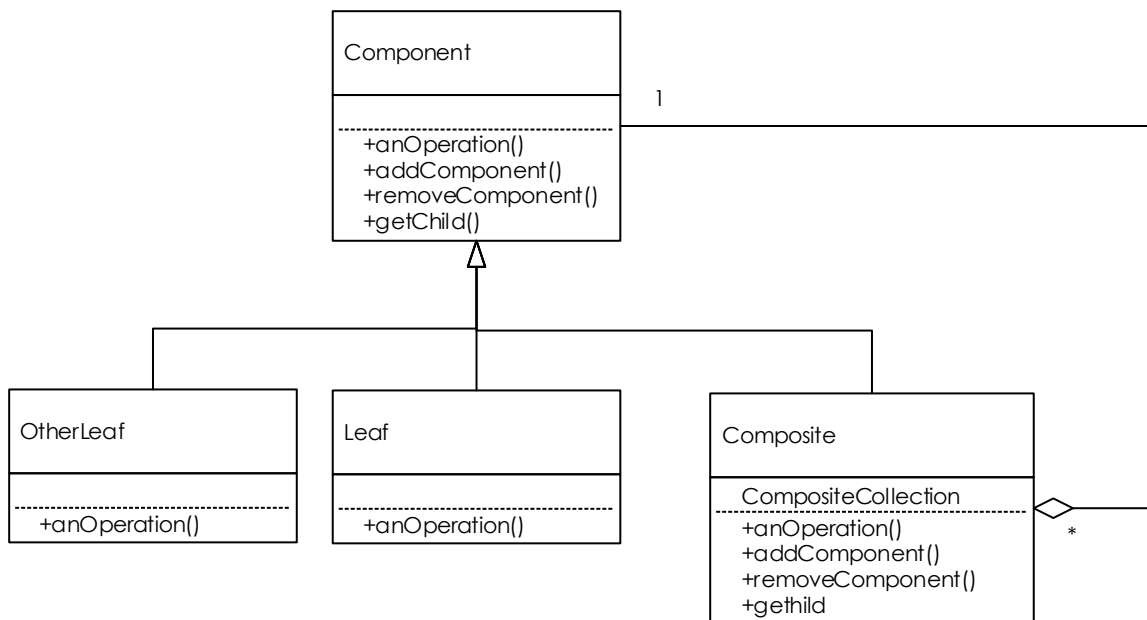 Component
1
+anOperation()
+addComponent()
+removeComponent()
+getChild()
OtherLeaf
+anOperation()
Leaf
+anOperation()
Composite
CompositeCollection
+anOperation()
+addComponent()
+removeComponent()
+gethild
*